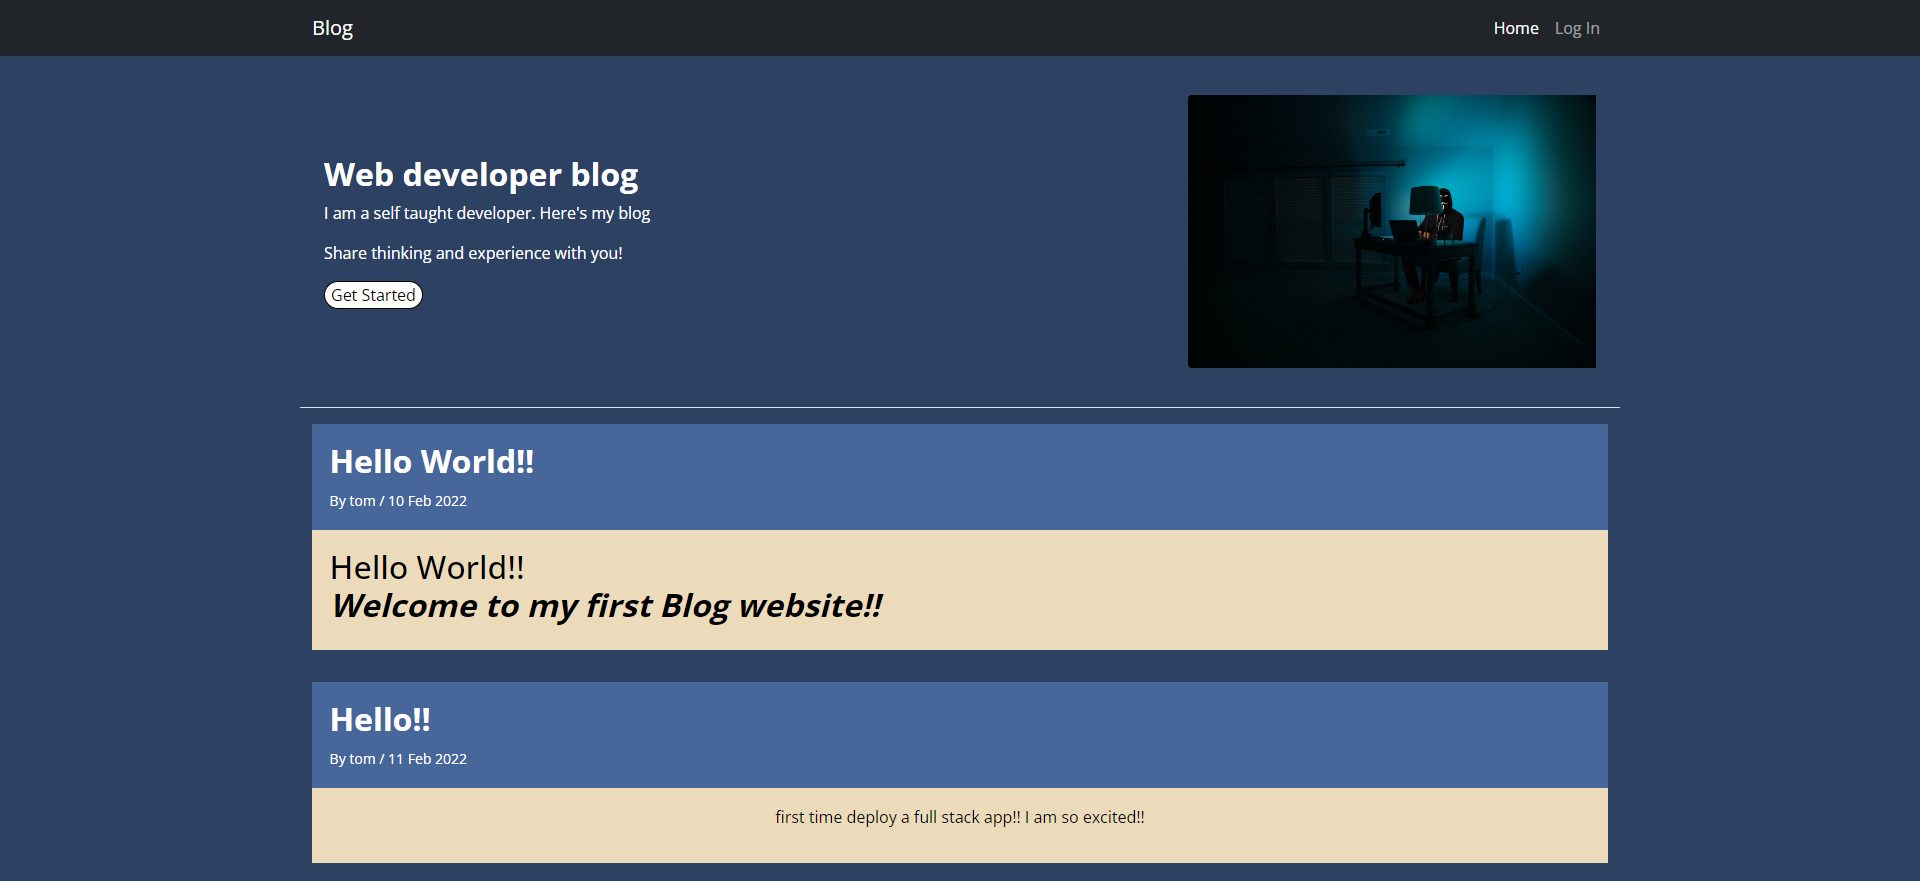 Blog
Home
Log In
Web developer blog
I am a self taught developer. Here's my blog
Share thinking and experience with you!
Get Started
Hello World!!
By tom / 10 Feb 2022
Hello World!!
Welcome to my first Blog website!!
Hello!!
By tom / 11 Feb 2022
first time deploy a full stack app!! I am so excited!!